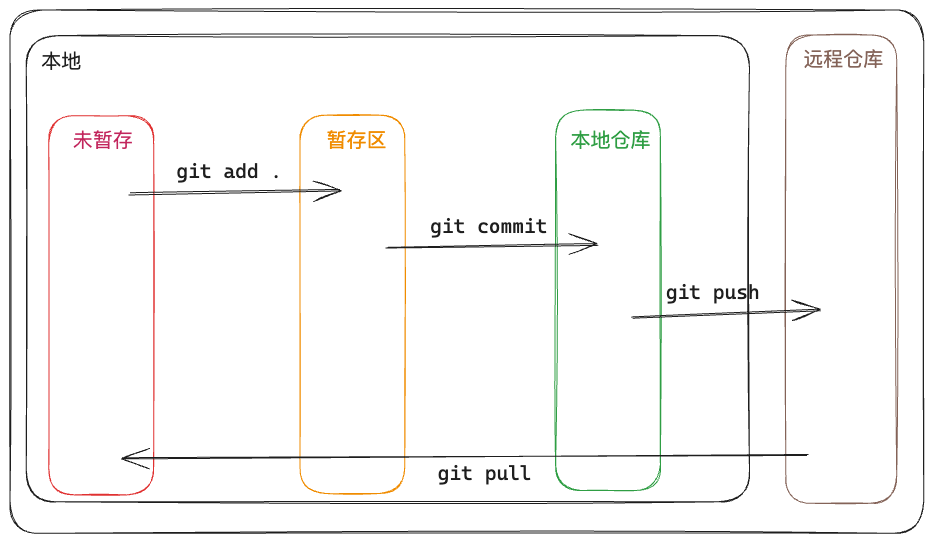 本地
远程仓库
未暂存
暂存区
本地仓库
git add .
git commit
git push
git pull